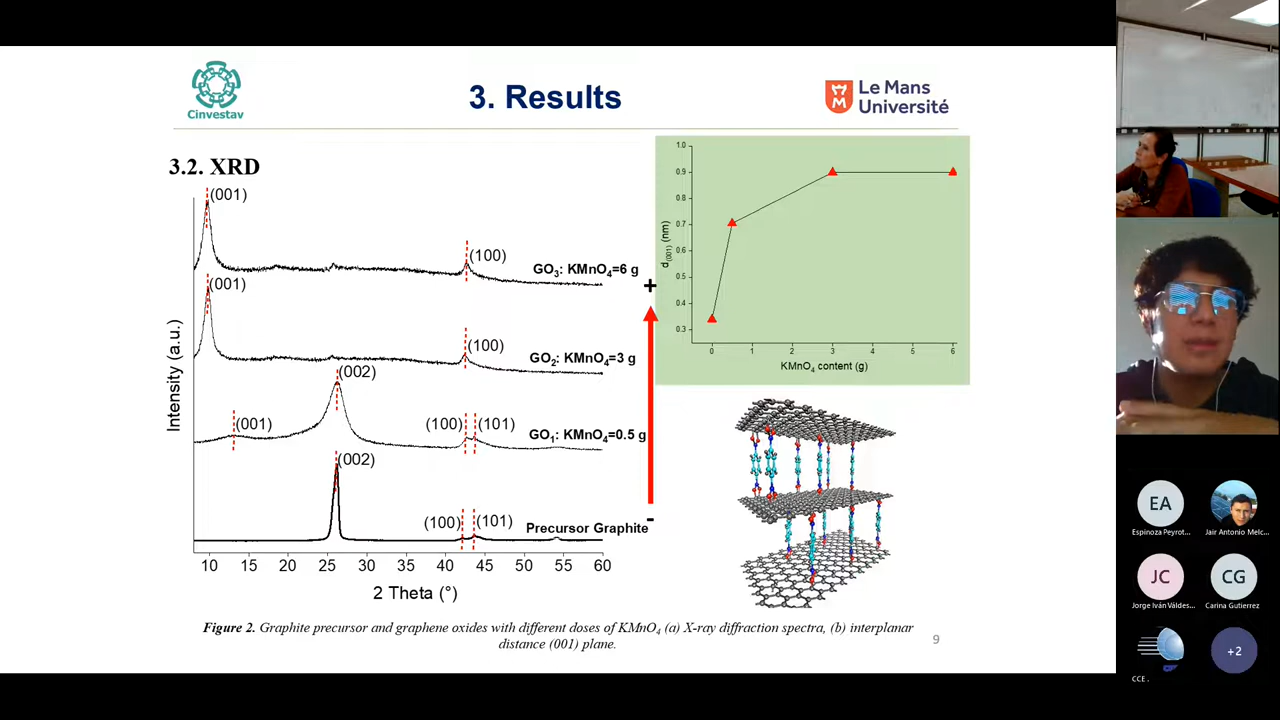 Cinvestav
3. Results
Le Mans
Université
3.2. XRD
(001)
(100)
GO₃: KMnO4=6 g
(001)
(100)
GO₂: KMnO4=3 g
(002)
(001)
(100)
(101)
GO₁: KMnO4=0.5 g
(002)
(100)
(101)
Precursor Graphite
+
-
Intensity (a.u.)
10 15 20 25 30 35 40 45 50 55 60
2 Theta (°)
1.0
0.9
0.8
0.7
0.6
0.5
0.4
0.3
d(001) (nm)
0 1 2 3 4 5 6
KMnO4 content (g)
Figure 2. Graphite precursor and graphene oxides with different doses of KMnO4 (a) X-ray diffraction spectra, (b) interplanar
distance (001) plane.
9
EA
Espinoza Peyrot...
Jair Antonio Melc...
JC
Jorge Iván Váldes...
CG
Carina Gutierrez
CCE .
+2